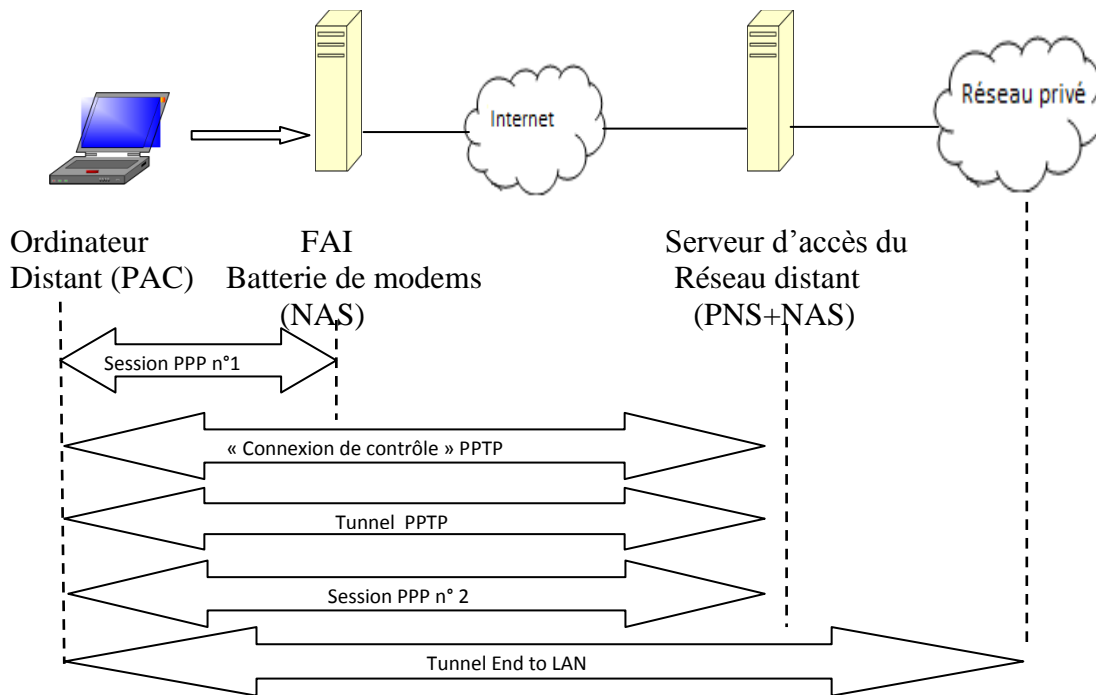 Internet
Réseau privé
Ordinateur
Distant (PAC)
FAI
Batterie de modems
(NAS)
Serveur d’accès du
Réseau distant
(PNS+NAS)
Session PPP n°1
« Connexion de contrôle » PPTP
Tunnel PPTP
Session PPP n° 2
Tunnel End to LAN